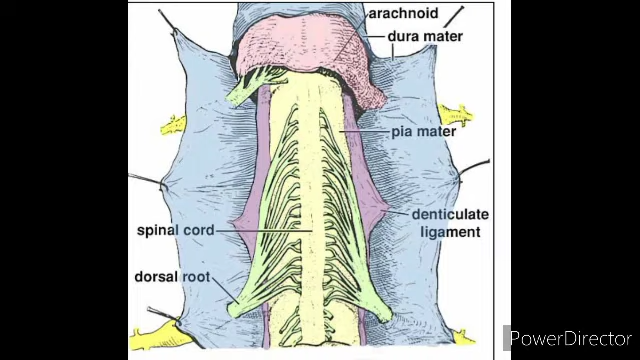 arachnoid
dura mater
pia mater
denticulate
ligament
spinal cord
dorsal root
PowerDirector